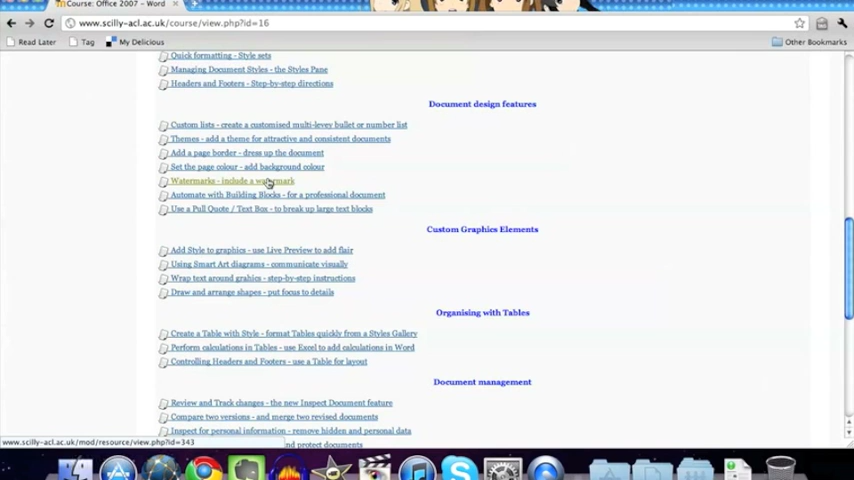 Course: Office 2007 – Word
www.scilly-acl.ac.uk/course/view.php?id=16
Read Later
Tag
My Delicious
Other Bookmarks
Quick formatting - Style sets
Managing Document Styles - the Styles Pane
Headers and Footers - Step-by-step directions
Document design features
Custom lists - create a customised multi-levey bullet or number list
Themes - add a theme for attractive and consistent documents
Add a page border - dress up the document
Set the page colour - add background colour
Watermarks - include a watermark
Automate with Building Blocks - for a professional document
Use a Pull Quote / Text Box - to break up large text blocks
Custom Graphics Elements
Add Style to graphics - use Live Preview to add flair
Using Smart Art diagrams - communicate visually
Wrap text around grahics - step-by-step instructions
Draw and arrange shapes - put focus to details
Organising with Tables
Create a Table with Style - format Tables quickly from a Styles Gallery
Perform calculations in Tables - use Excel to add calculations in Word
Controlling Headers and Footers - use a Table for layout
Document management
Review and Track changes - the new Inspect Document feature
Compare two versions - and merge two revised documents
Inspect for personal information - remove hidden and personal data
www.scilly-acl.ac.uk/mod/resource/view.php?id=343
and protect documents